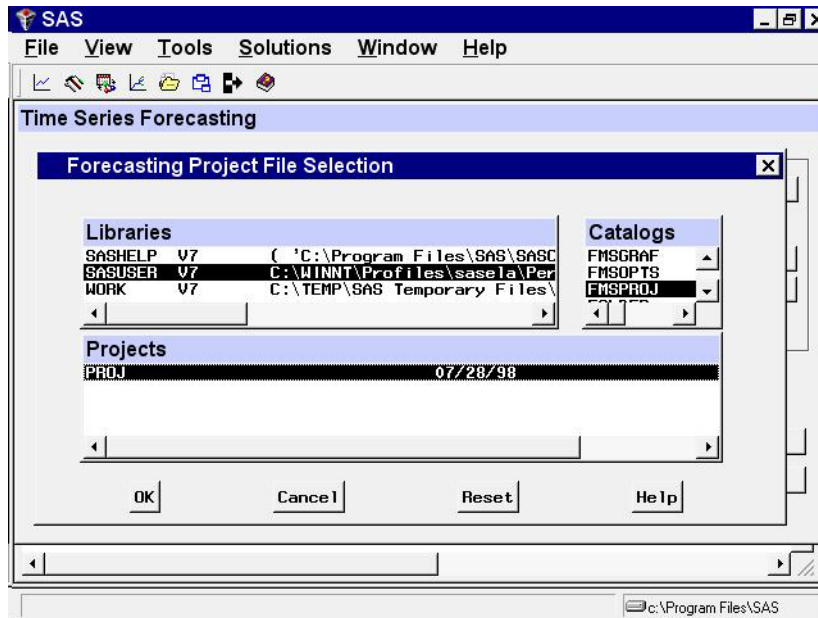 SAS
File View Tools Solutions Window Help
Time Series Forecasting
Forecasting Project File Selection
Libraries
SASHELP V7 ( 'C:\Program Files\SAS\SASC
SASUSER V7 C:\WINNT\Profiles\sasela\Per
WORK V7 C:\TEMP\SAS Temporary Files\
Catalogs
FMSGRAF
FMSOPTS
FMSPROJ
Projects
PROJ 07/28/98
OK Cancel Reset Help
c:\Program Files\SAS